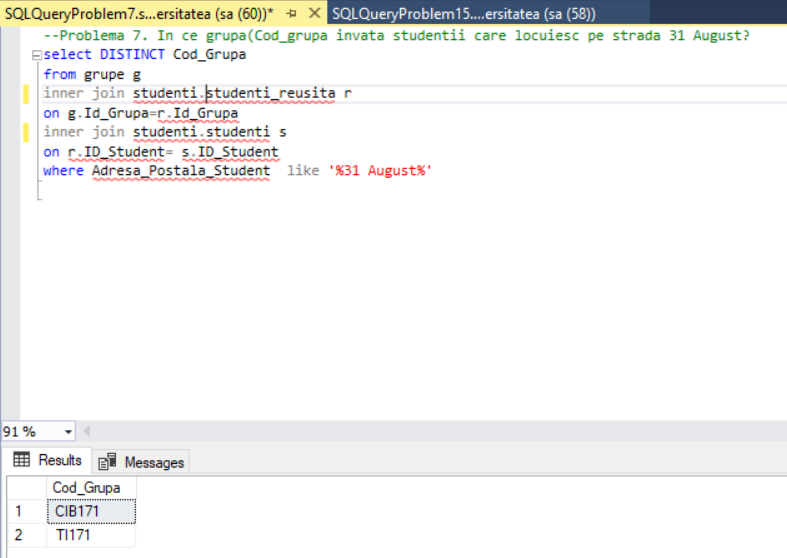 SQLQueryProblem7.s...ersitatea (sa (60))* SQLQueryProblem15....ersitatea (sa (58))
--Problema 7. In ce grupa(Cod_grupa invata studentii care locuiesc pe strada 31 August?
select DISTINCT Cod_Grupa
from grupe g
inner join studenti.studenti_reusita r
on g.Id_Grupa=r.Id_Grupa
inner join studenti.studenti s
on r.ID_Student= s.ID_Student
where Adresa_Postala_Student like '%31 August%'
91 %
Results Messages
Cod_Grupa
1 CIB171
2 TI171